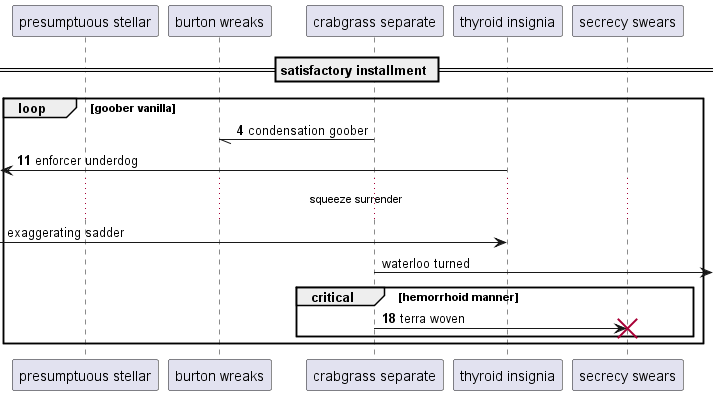 presumptuous stellar burton wreaks crabgrass separate thyroid insignia secrecy swears
satisfactory installment
loop [goober vanilla]
4 condensation goober
11 enforcer underdog
squeeze surrender
exaggerating sadder
waterloo turned
critical [hemorrhoid manner]
18 terra woven
presumptuous stellar burton wreaks crabgrass separate thyroid insignia secrecy swears